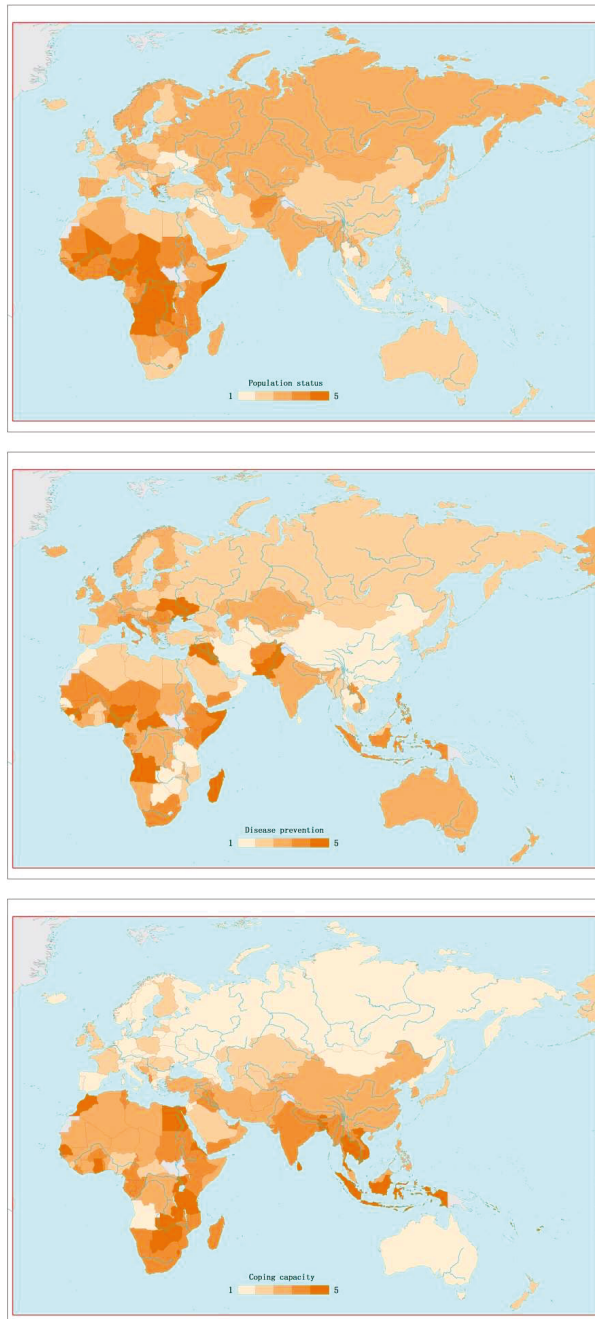 Population status
1 5
Disease prevention
1 5
Coping capacity
1 5